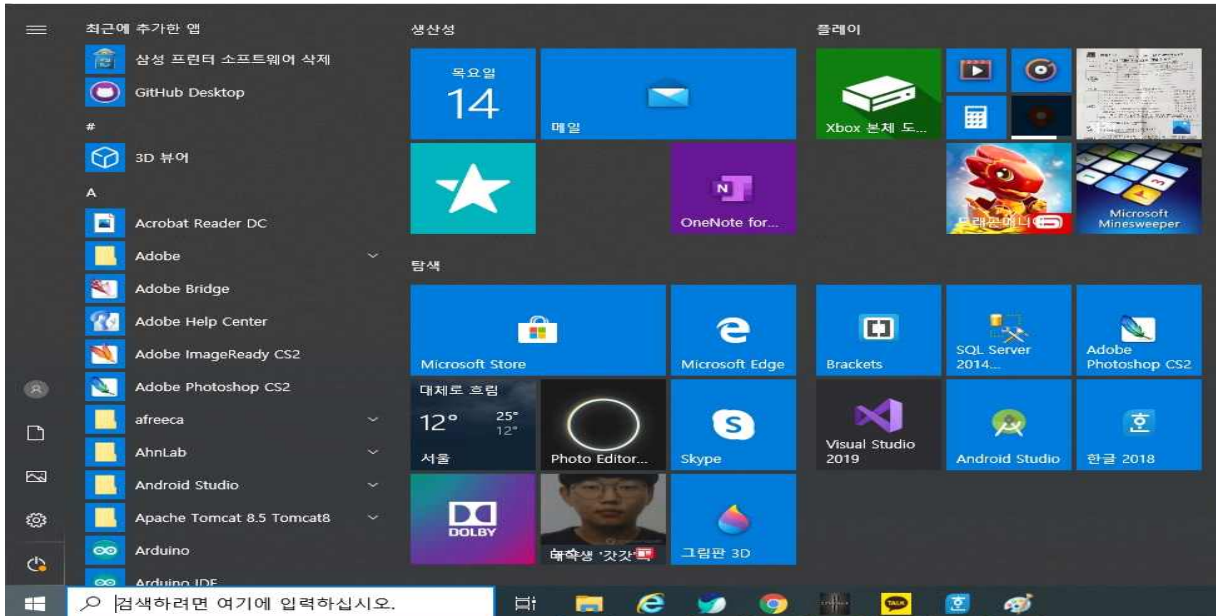 최근에 추가한 앱
삼성 프린터 소프트웨어 삭제
GitHub Desktop
#
3D 뷰어
A
Acrobat Reader DC
Adobe
Adobe Bridge
Adobe Help Center
Adobe ImageReady CS2
Adobe Photoshop CS2
afreeca
AhnLab
Android Studio
Apache Tomcat 8.5 Tomcat8
Arduino
Arduino IDE
생산성
목요일
14
메일
OneNote for...
탐색
Microsoft Store
Microsoft Edge
대체로 흐림
12° 25°
12°
서울
Photo Editor...
Skype
DOLBY
대학생 '갓갓'
그림판 3D
플레이
Xbox 본체 도...
Microsoft
Minesweeper
Brackets
SQL Server
2014...
Adobe
Photoshop CS2
Visual Studio
2019
Android Studio
한글 2018
검색하려면 여기에 입력하십시오.
TALK